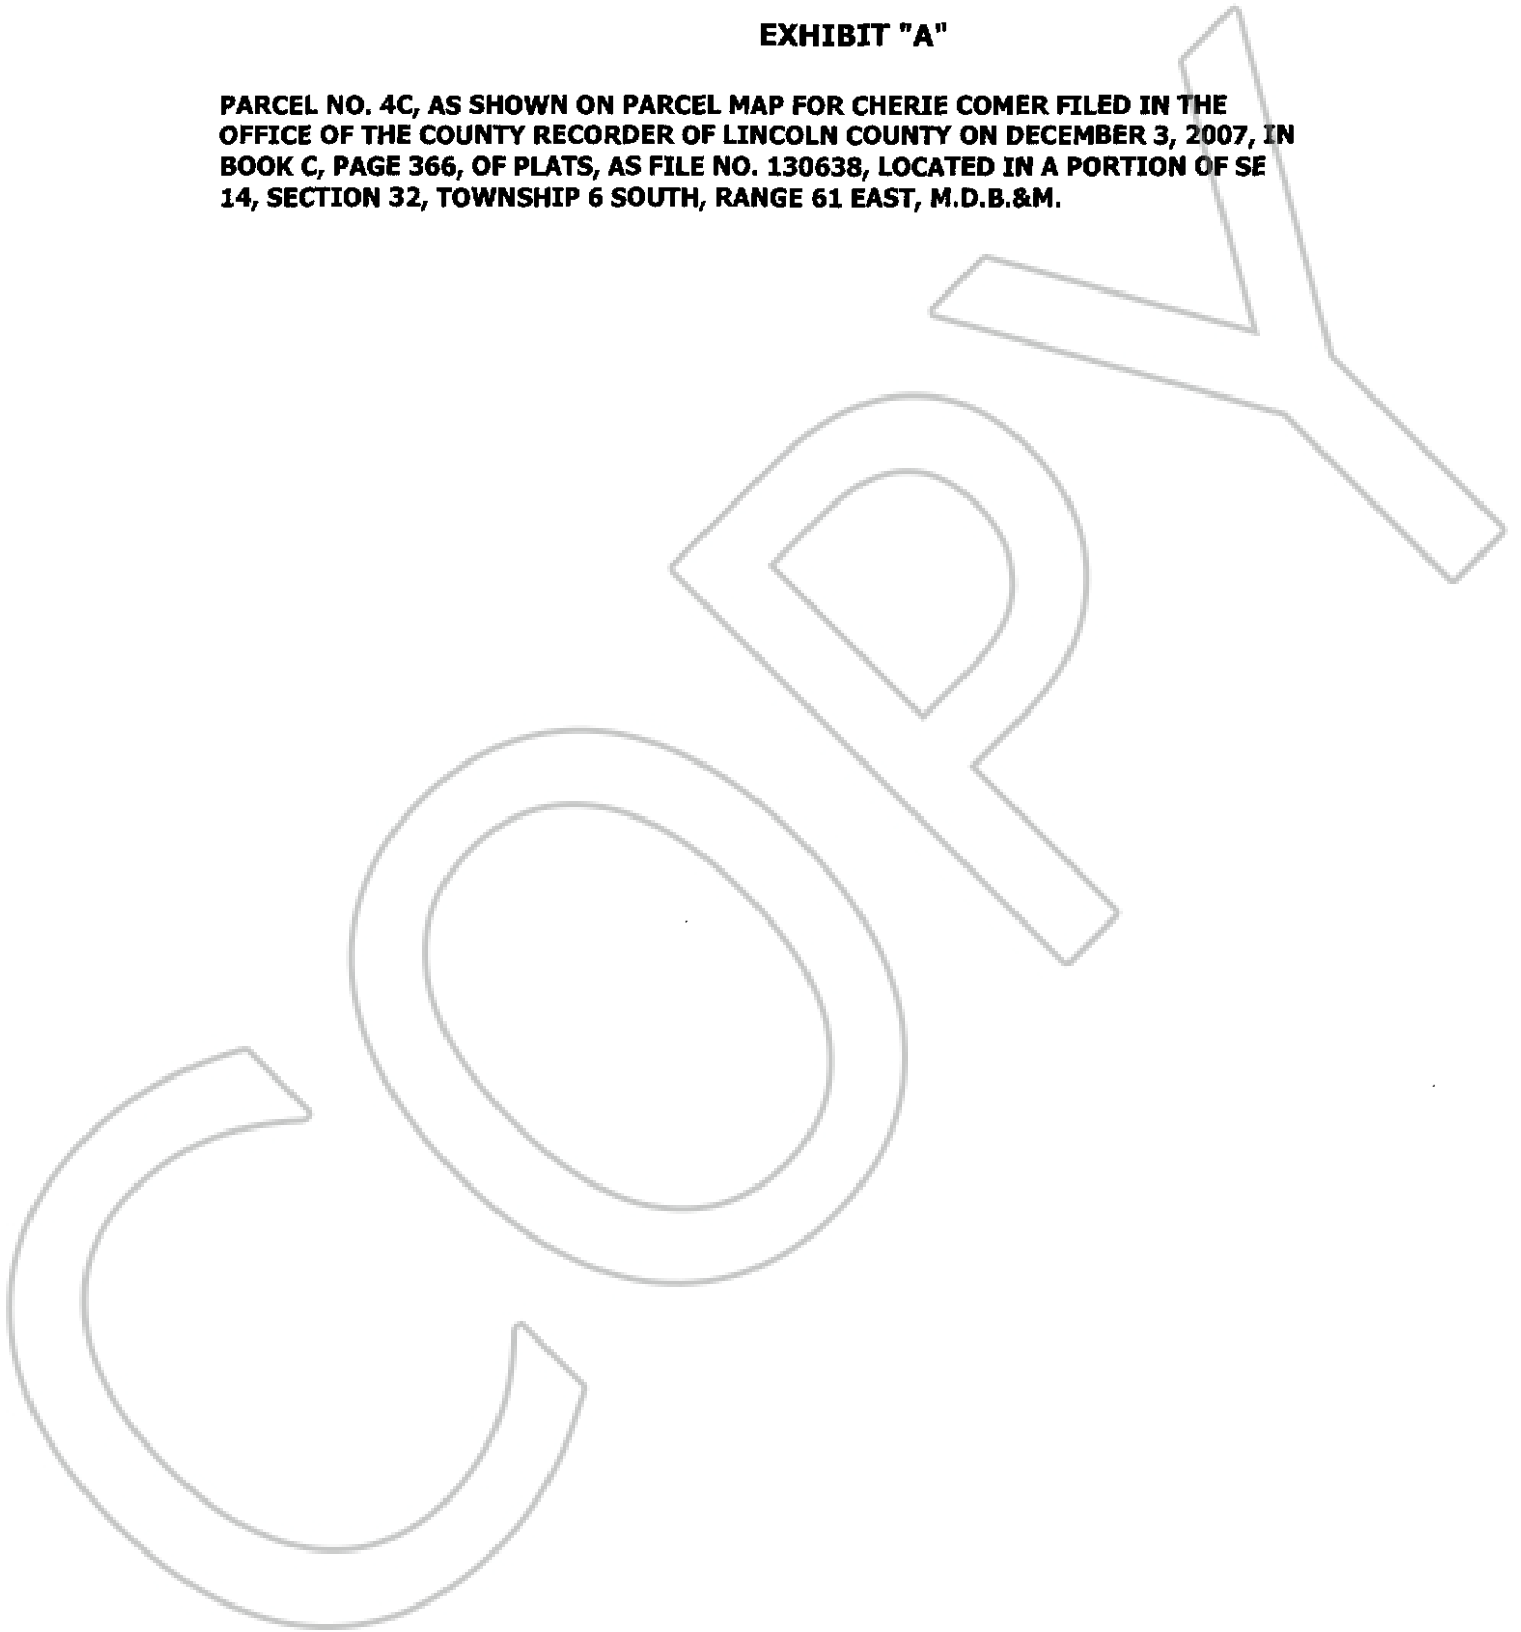 EXHIBIT "A"
PARCEL NO. 4C, AS SHOWN ON PARCEL MAP FOR CHERIE COMER FILED IN THE
OFFICE OF THE COUNTY RECORDER OF LINCOLN COUNTY ON DECEMBER 3, 2007, IN
BOOK C, PAGE 366, OF PLATS, AS FILE NO. 130638, LOCATED IN A PORTION OF SE
14, SECTION 32, TOWNSHIP 6 SOUTH, RANGE 61 EAST, M.D.B.&M.
COPY